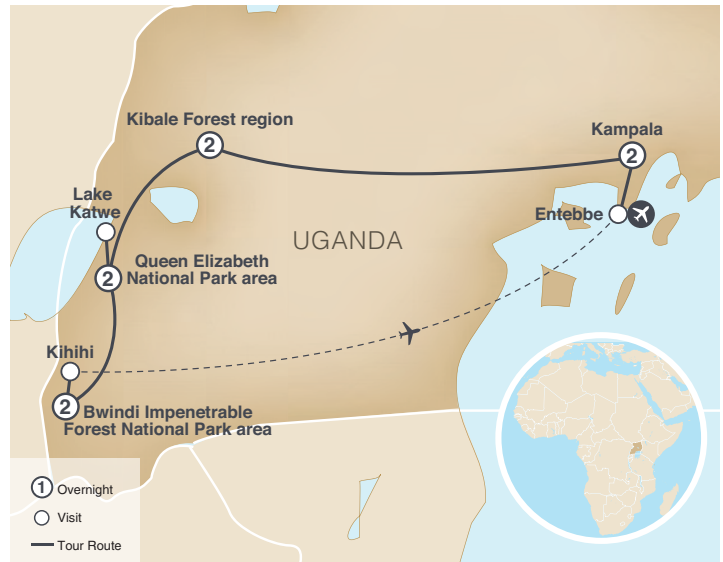 Kibale Forest region
2
Kampala
2
Lake
Katwe
Entebbe
UGANDA
Queen Elizabeth
National Park area
2
Kihihi
2
Bwindi Impenetrable
Forest National Park area
1 Overnight
Visit
Tour Route